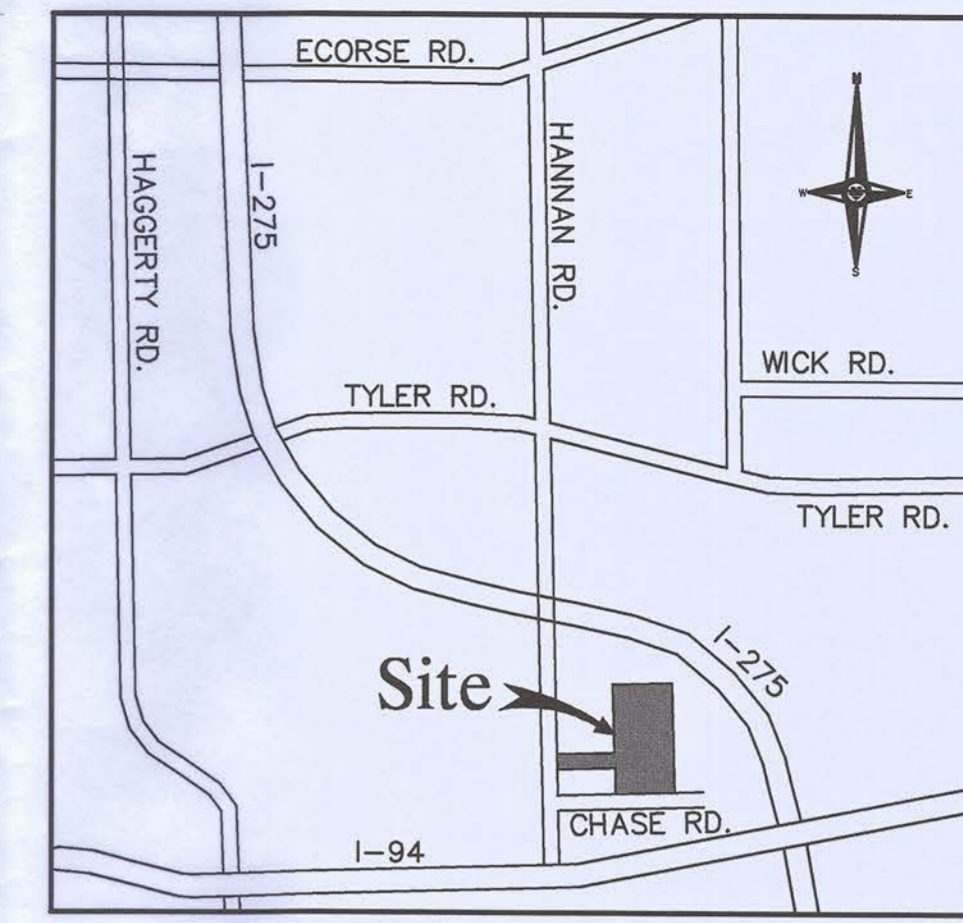 ECORSE RD.
N
W E
S
HAGGERTY RD.
I-275
HANNAN RD.
WICK RD.
TYLER RD.
TYLER RD.
I-275
Site
CHASE RD.
I-94